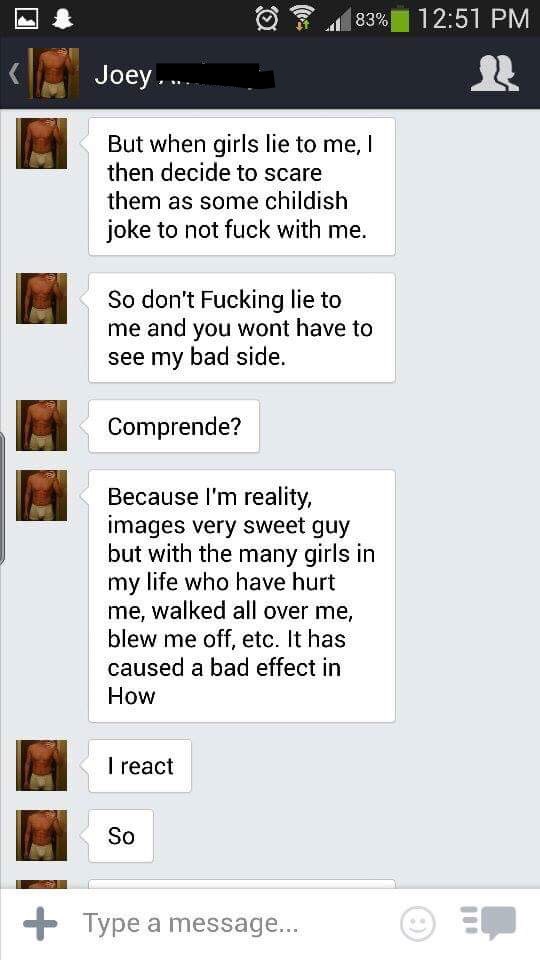 83% 12:51 PM
Joey
But when girls lie to me, I
then decide to scare
them as some childish
joke to not fuck with me.
So don't Fucking lie to
me and you wont have to
see my bad side.
Comprende?
Because I'm reality,
images very sweet guy
but with the many girls in
my life who have hurt
me, walked all over me,
blew me off, etc. It has
caused a bad effect in
How
I react
So
Type a message...